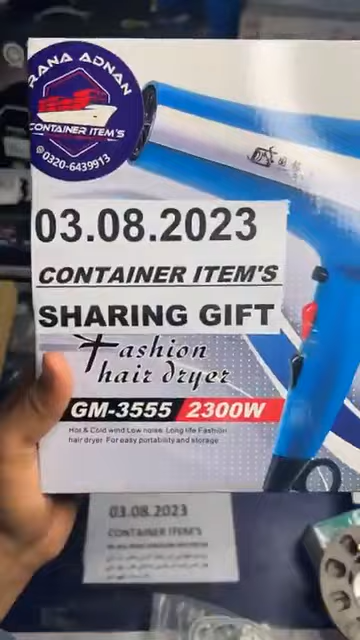 RANA ADNAN
CONTAINER ITEM'S
0320-6439913
03.08.2023
CONTAINER ITEM'S
SHARING GIFT
Fashion
hair dryer
GM-3555 2300W
Hot & Cold wind Low noise. Long life Fashion
hair dryer. For easy portability and storage
03.08.2023
CONTAINER ITEM'S